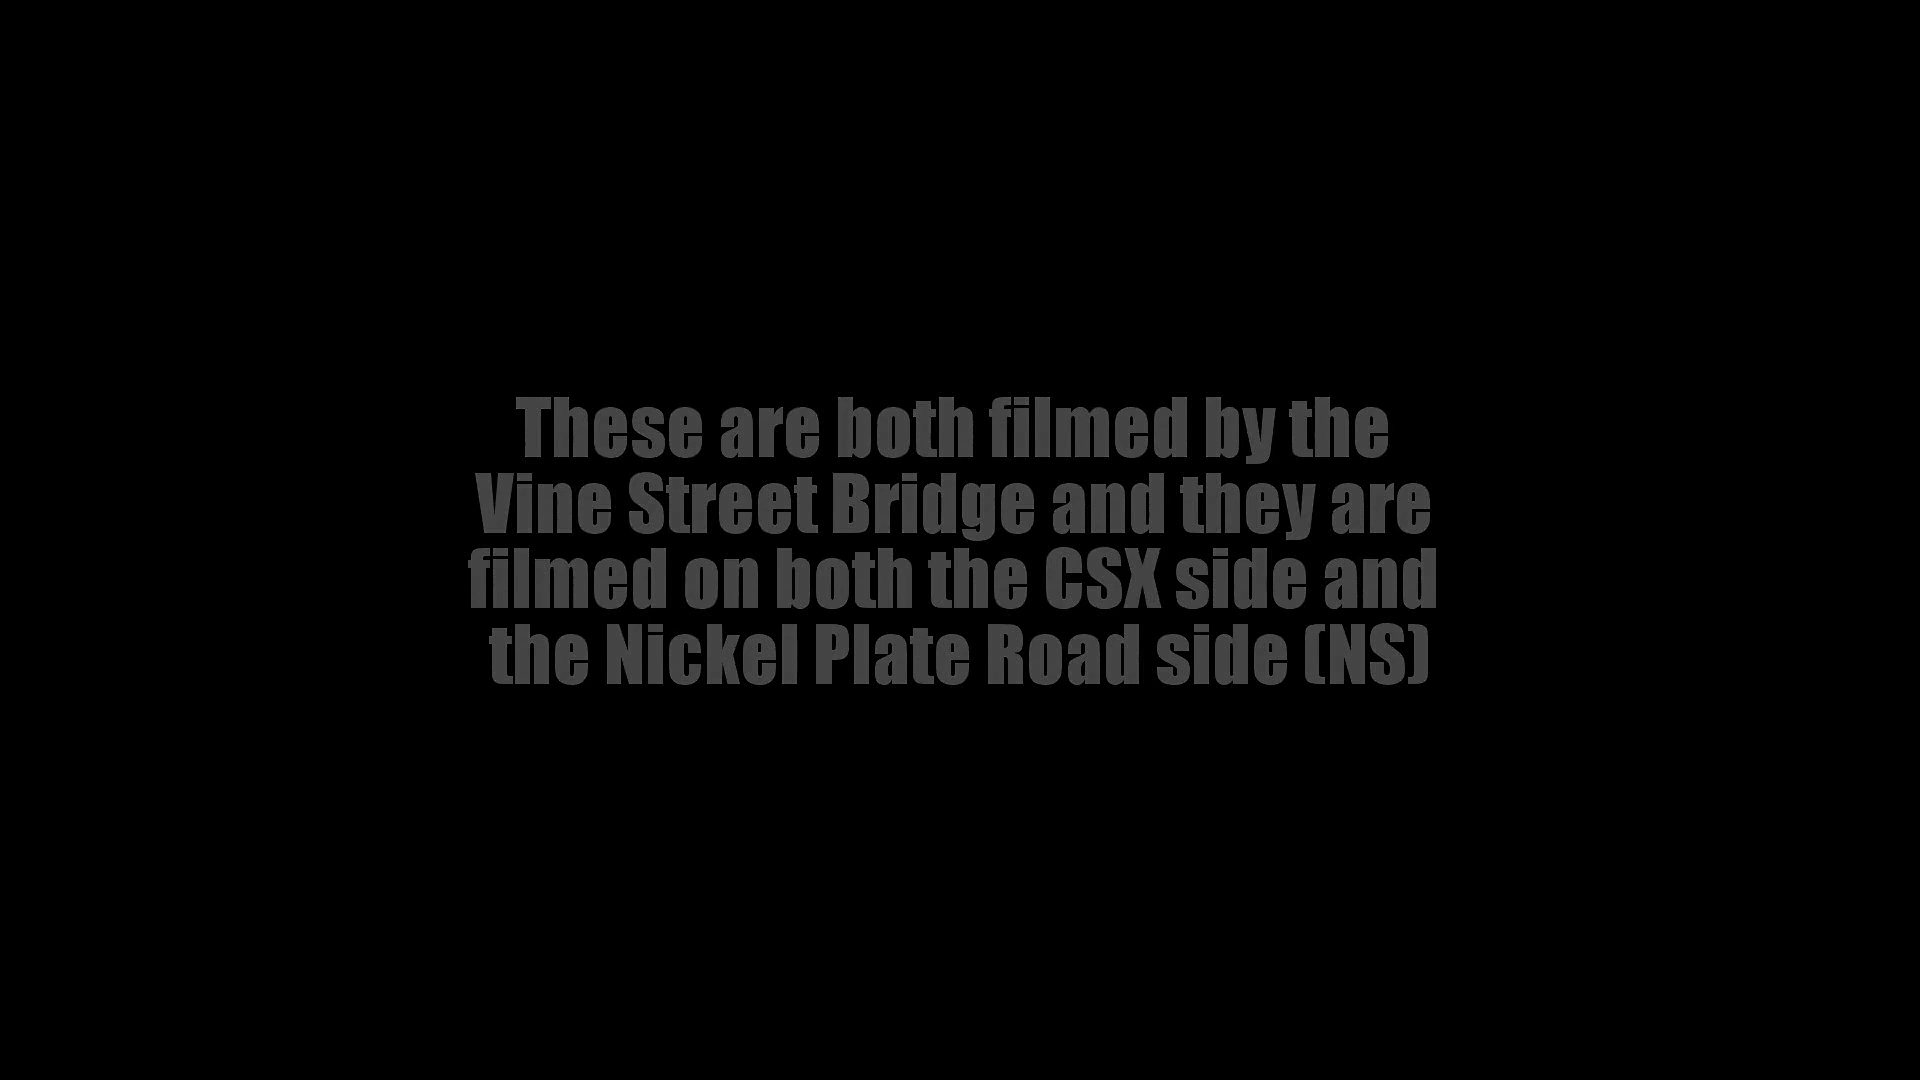 These are both filmed by the
Vine Street Bridge and they are
filmed on both the CSX side and
the Nickel Plate Road side (NS)